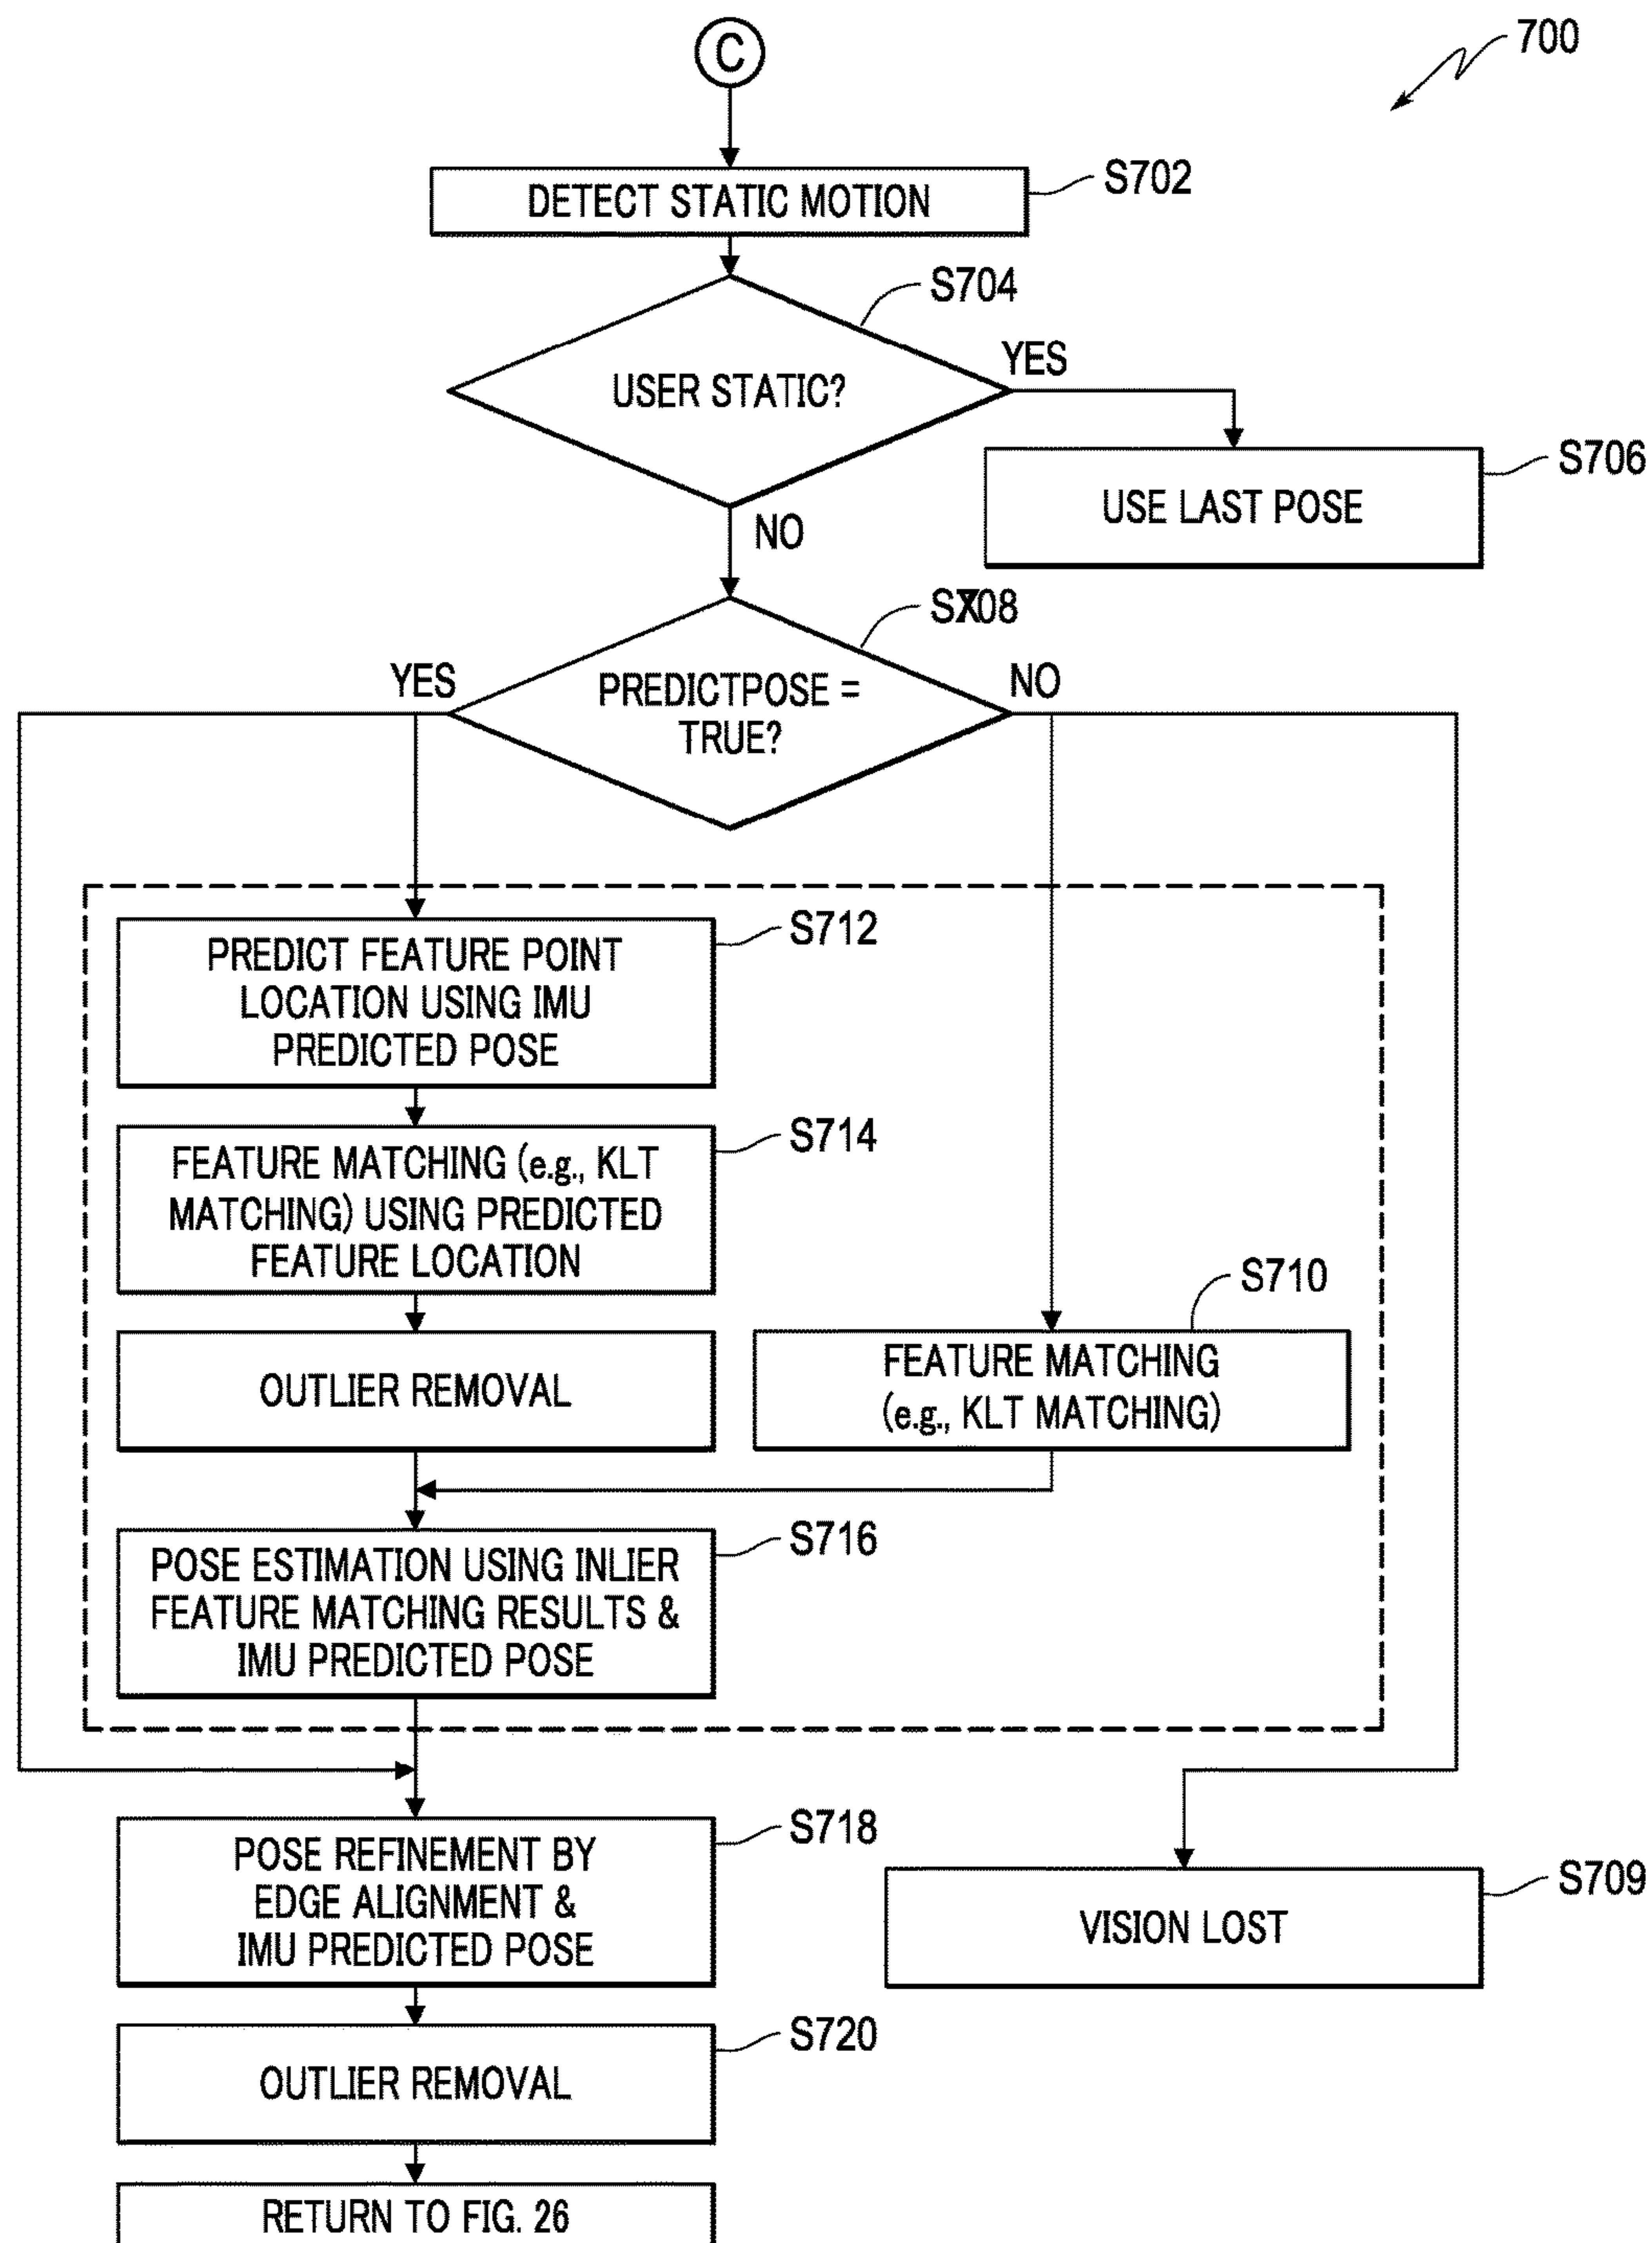 C
700
DETECT STATIC MOTION
S702
S704
USER STATIC?
YES
S706
USE LAST POSE
NO
S708
YES
PREDICTPOSE =
TRUE?
NO
S712
PREDICT FEATURE POINT
LOCATION USING IMU
PREDICTED POSE
S714
FEATURE MATCHING (e.g., KLT
MATCHING) USING PREDICTED
FEATURE LOCATION
S710
OUTLIER REMOVAL
FEATURE MATCHING
(e.g., KLT MATCHING)
S716
POSE ESTIMATION USING INLIER
FEATURE MATCHING RESULTS &
IMU PREDICTED POSE
S718
POSE REFINEMENT BY
EDGE ALIGNMENT &
IMU PREDICTED POSE
S709
VISION LOST
S720
OUTLIER REMOVAL
RETURN TO FIG. 26